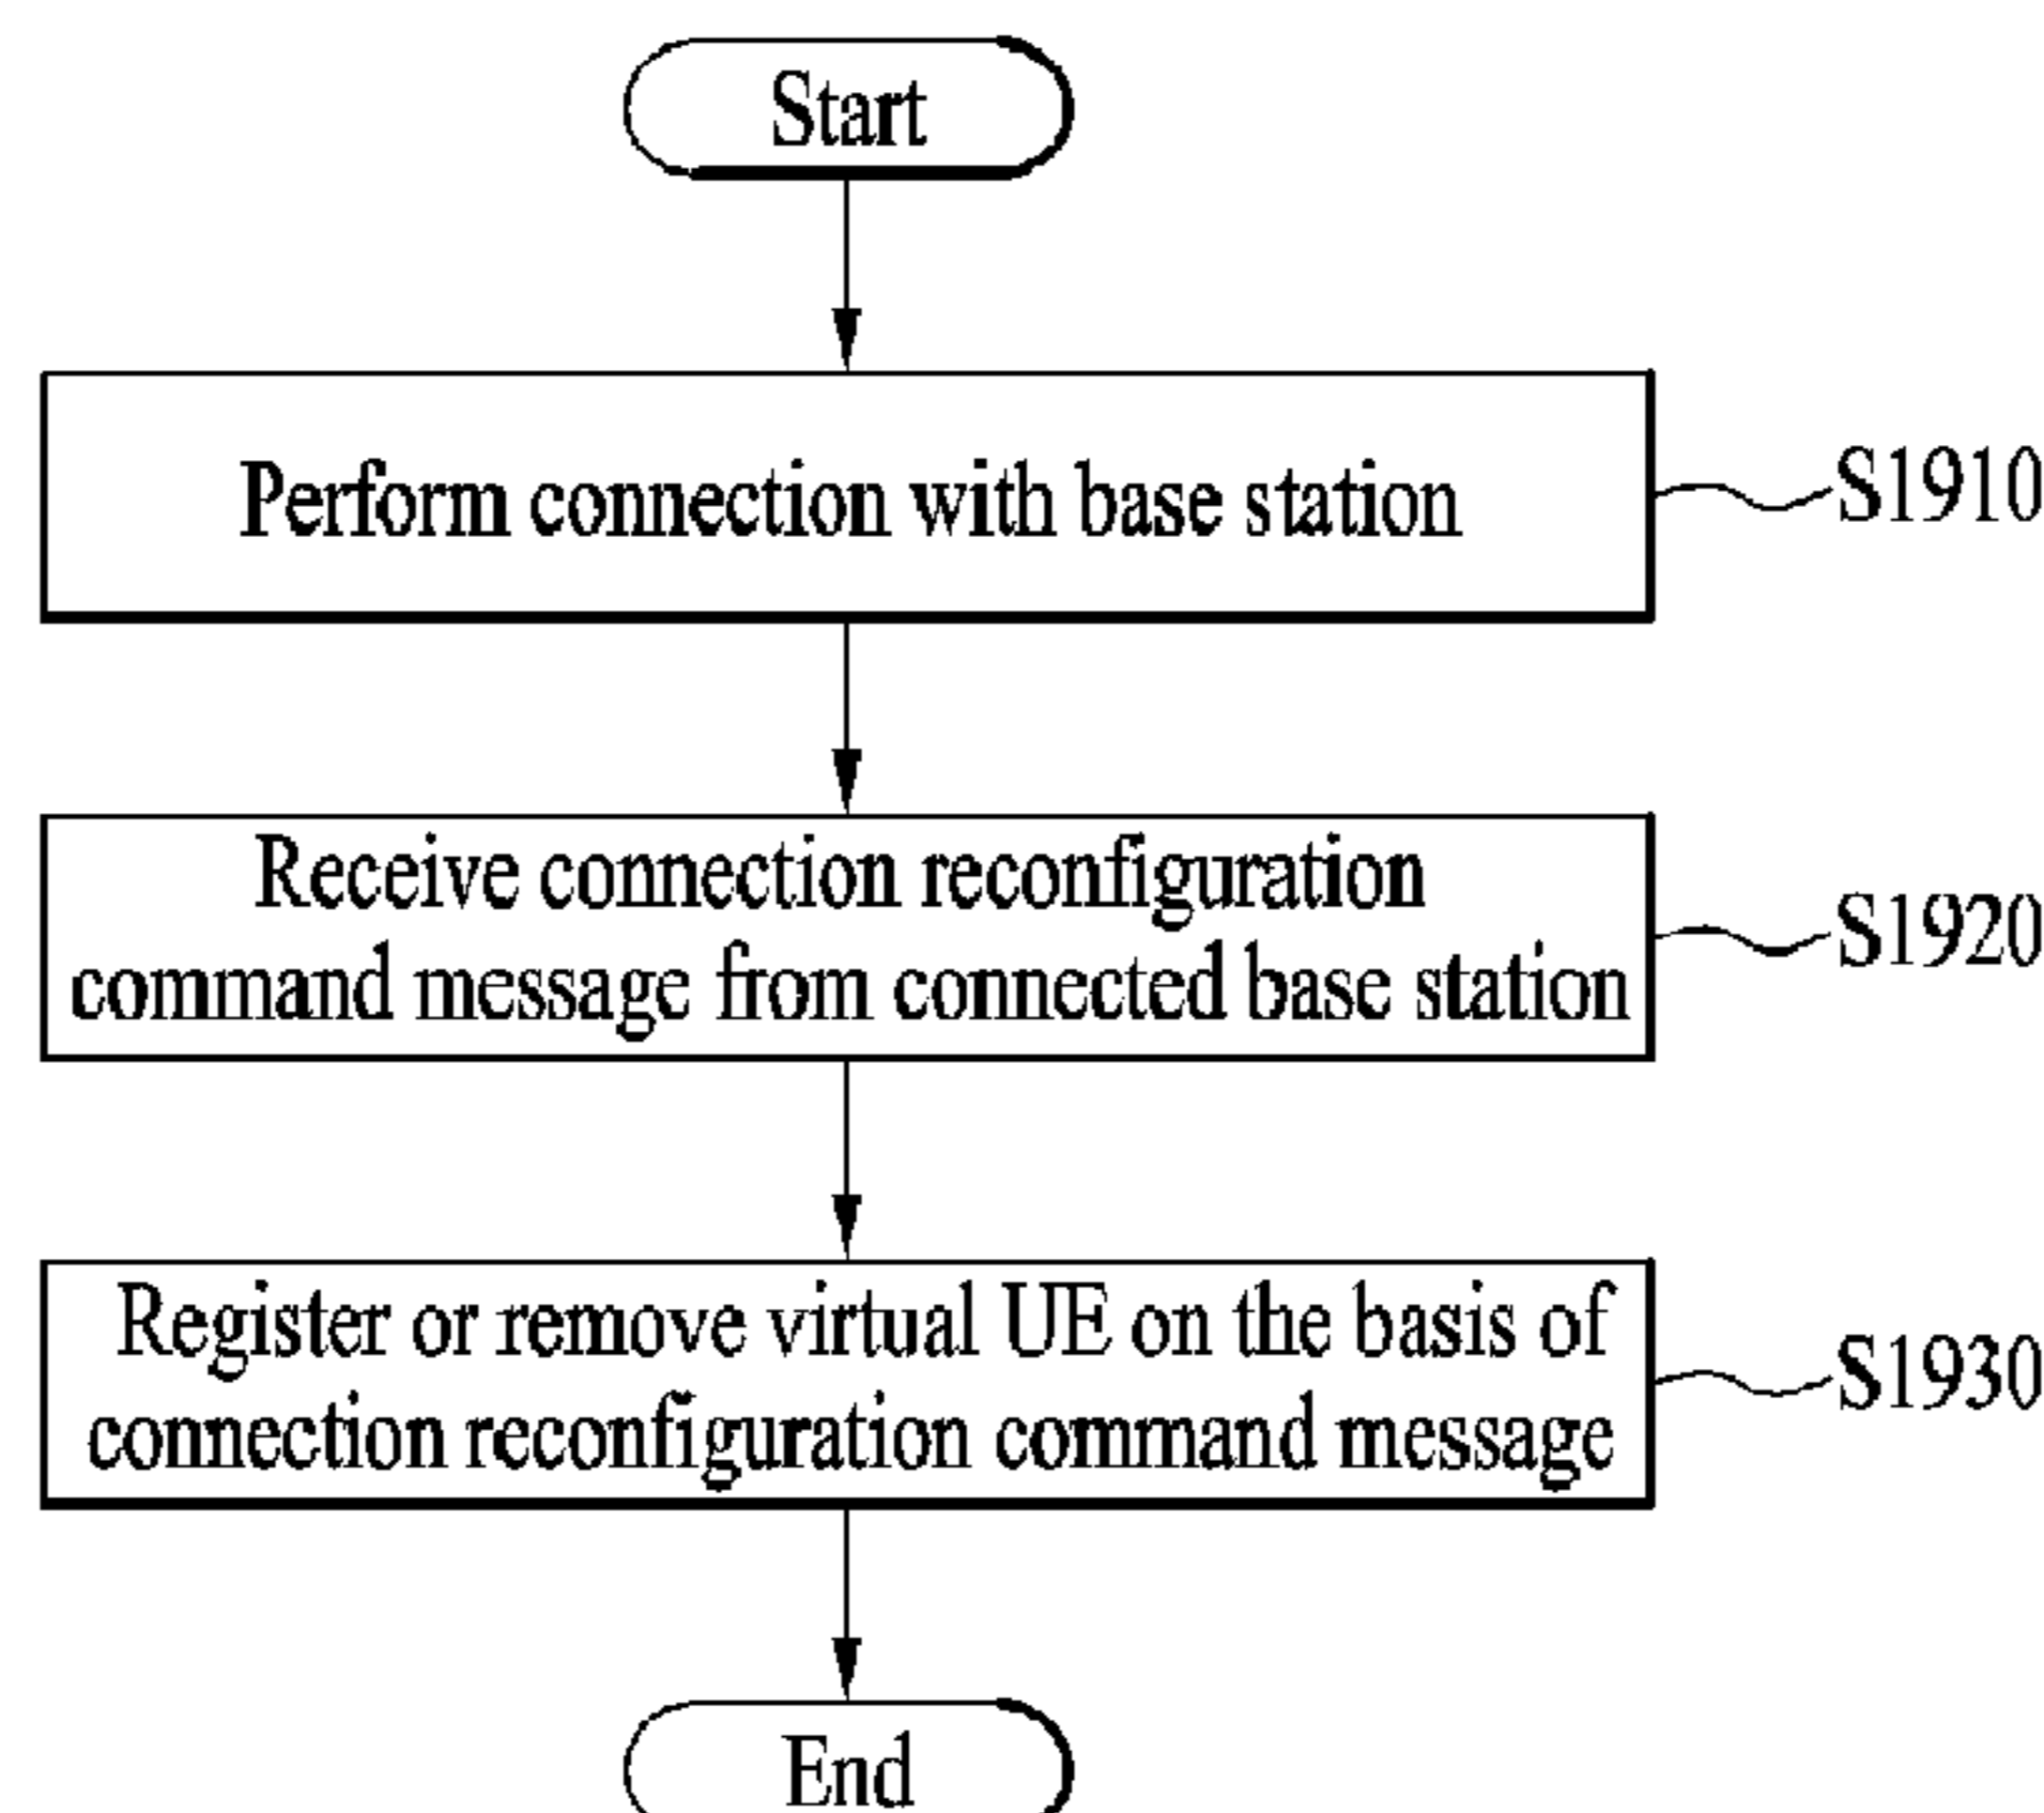 Start
Perform connection with base station
S1910
Receive connection reconfiguration
command message from connected base station
S1920
Register or remove virtual UE on the basis of
connection reconfiguration command message
S1930
End